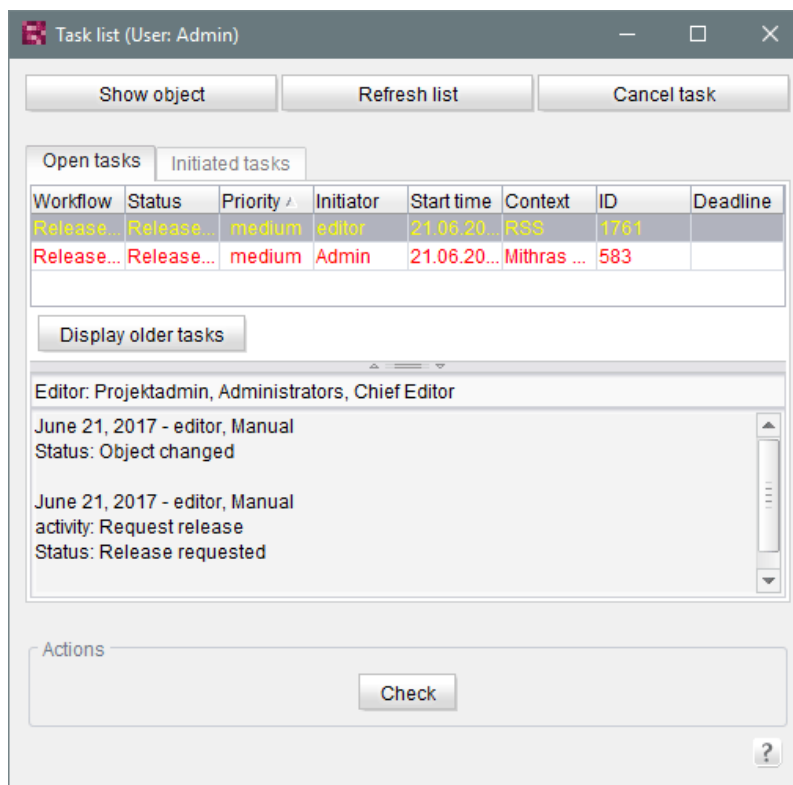 Task list (User: Admin)
Show object Refresh list Cancel task
Open tasks Initiated tasks
Workflow Status Priority Initiator Start time Context ID Deadline
Release... Release... medium editor 21.06.20... RSS 1761
Release... Release... medium Admin 21.06.20... Mithras ... 583
Display older tasks
Editor: Projektadmin, Administrators, Chief Editor
June 21, 2017 - editor, Manual
Status: Object changed
June 21, 2017 - editor, Manual
activity: Request release
Status: Release requested
Actions
Check
?